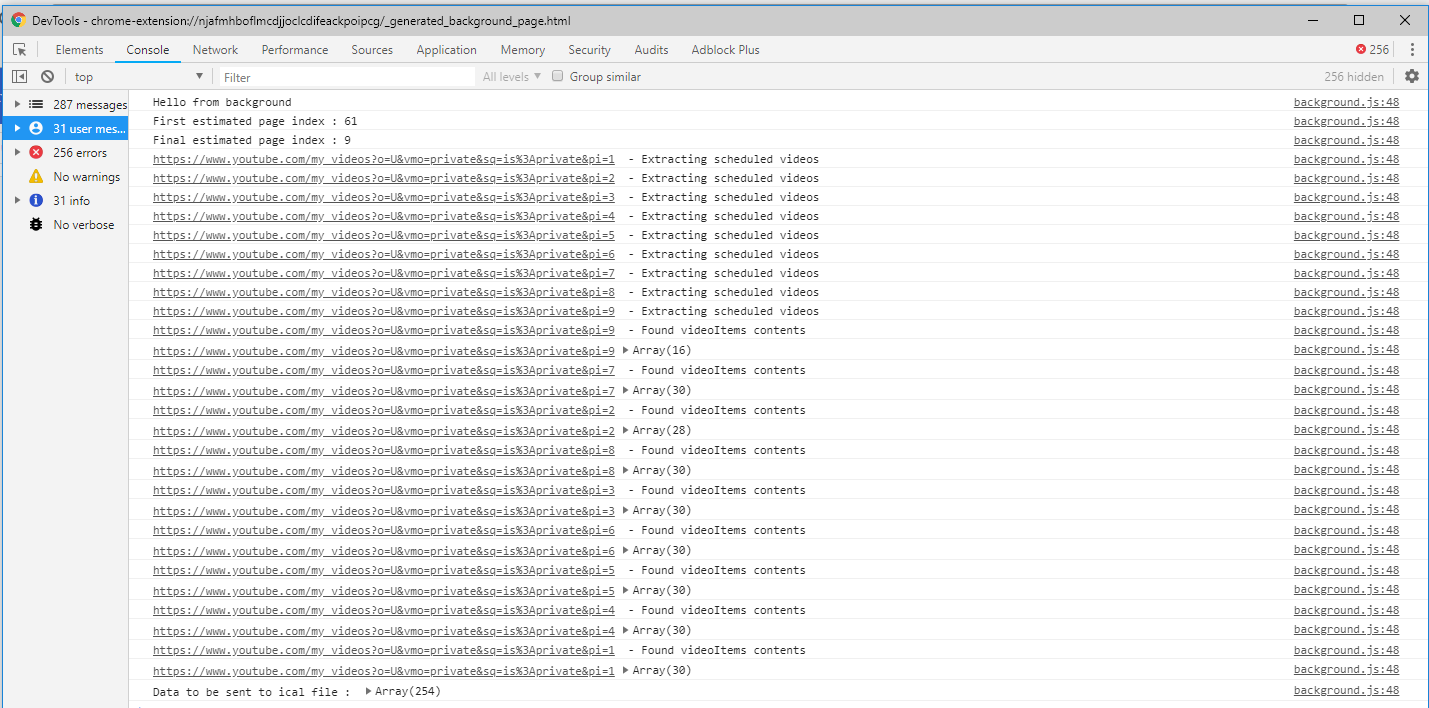 DevTools - chrome-extension://njafmhboflmcdjjoclcdifeackpoipcg/_generated_background_page.html
Elements Console Network Performance Sources Application Memory Security Audits Adblock Plus 256
top Filter All levels Group similar 256 hidden
287 messages
31 user mes...
256 errors
No warnings
31 info
No verbose
Hello from background background.js:48
First estimated page index : 61 background.js:48
Final estimated page index : 9 background.js:48
https://www.youtube.com/my_videos?o=U&vmo=private&sq=is%3Aprivate&pi=1 - Extracting scheduled videos background.js:48
https://www.youtube.com/my_videos?o=U&vmo=private&sq=is%3Aprivate&pi=2 - Extracting scheduled videos background.js:48
https://www.youtube.com/my_videos?o=U&vmo=private&sq=is%3Aprivate&pi=3 - Extracting scheduled videos background.js:48
https://www.youtube.com/my_videos?o=U&vmo=private&sq=is%3Aprivate&pi=4 - Extracting scheduled videos background.js:48
https://www.youtube.com/my_videos?o=U&vmo=private&sq=is%3Aprivate&pi=5 - Extracting scheduled videos background.js:48
https://www.youtube.com/my_videos?o=U&vmo=private&sq=is%3Aprivate&pi=6 - Extracting scheduled videos background.js:48
https://www.youtube.com/my_videos?o=U&vmo=private&sq=is%3Aprivate&pi=7 - Extracting scheduled videos background.js:48
https://www.youtube.com/my_videos?o=U&vmo=private&sq=is%3Aprivate&pi=8 - Extracting scheduled videos background.js:48
https://www.youtube.com/my_videos?o=U&vmo=private&sq=is%3Aprivate&pi=9 - Extracting scheduled videos background.js:48
https://www.youtube.com/my_videos?o=U&vmo=private&sq=is%3Aprivate&pi=9 - Found videoItems contents background.js:48
https://www.youtube.com/my_videos?o=U&vmo=private&sq=is%3Aprivate&pi=9 Array(16) background.js:48
https://www.youtube.com/my_videos?o=U&vmo=private&sq=is%3Aprivate&pi=7 - Found videoItems contents background.js:48
https://www.youtube.com/my_videos?o=U&vmo=private&sq=is%3Aprivate&pi=7 Array(30) background.js:48
https://www.youtube.com/my_videos?o=U&vmo=private&sq=is%3Aprivate&pi=2 - Found videoItems contents background.js:48
https://www.youtube.com/my_videos?o=U&vmo=private&sq=is%3Aprivate&pi=2 Array(28) background.js:48
https://www.youtube.com/my_videos?o=U&vmo=private&sq=is%3Aprivate&pi=8 - Found videoItems contents background.js:48
https://www.youtube.com/my_videos?o=U&vmo=private&sq=is%3Aprivate&pi=8 Array(30) background.js:48
https://www.youtube.com/my_videos?o=U&vmo=private&sq=is%3Aprivate&pi=3 - Found videoItems contents background.js:48
https://www.youtube.com/my_videos?o=U&vmo=private&sq=is%3Aprivate&pi=3 Array(30) background.js:48
https://www.youtube.com/my_videos?o=U&vmo=private&sq=is%3Aprivate&pi=6 - Found videoItems contents background.js:48
https://www.youtube.com/my_videos?o=U&vmo=private&sq=is%3Aprivate&pi=6 Array(30) background.js:48
https://www.youtube.com/my_videos?o=U&vmo=private&sq=is%3Aprivate&pi=5 - Found videoItems contents background.js:48
https://www.youtube.com/my_videos?o=U&vmo=private&sq=is%3Aprivate&pi=5 Array(30) background.js:48
https://www.youtube.com/my_videos?o=U&vmo=private&sq=is%3Aprivate&pi=4 - Found videoItems contents background.js:48
https://www.youtube.com/my_videos?o=U&vmo=private&sq=is%3Aprivate&pi=4 Array(30) background.js:48
https://www.youtube.com/my_videos?o=U&vmo=private&sq=is%3Aprivate&pi=1 - Found videoItems contents background.js:48
https://www.youtube.com/my_videos?o=U&vmo=private&sq=is%3Aprivate&pi=1 Array(30) background.js:48
Data to be sent to ical file : Array(254) background.js:48